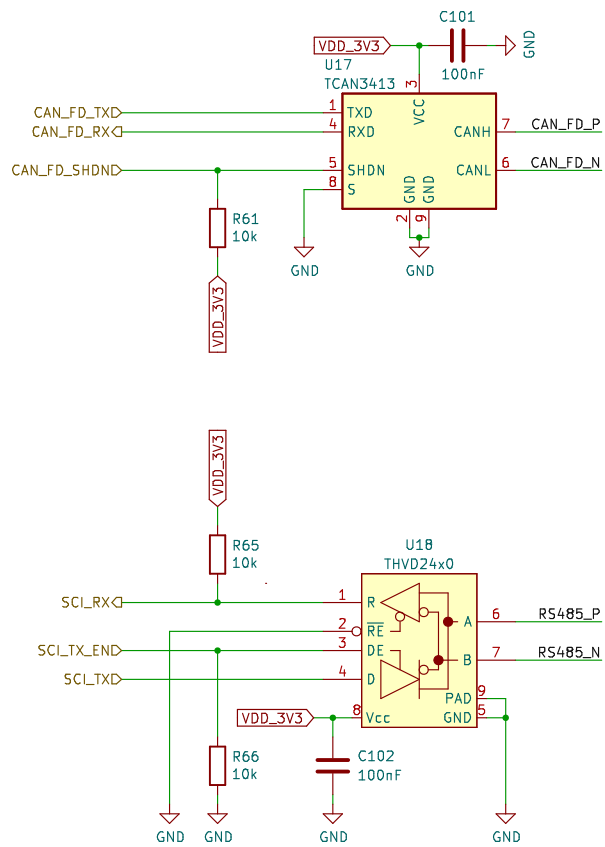 C101
VDD_3V3
GND
100nF
U17
TCAN3413
3
VCC
CAN_FD_TX
1
TXD
CAN_FD_RX
4
RXD
CANH
7
CAN_FD_P
CAN_FD_SHDN
5
SHDN
CANL
6
CAN_FD_N
8
S
GND
GND
2
9
R61
10k
GND
GND
VDD_3V3
VDD_3V3
R65
10k
U18
THVD24x0
SCI_RX
1
R
2
RE
A
6
RS485_P
SCI_TX_EN
3
DE
B
7
RS485_N
SCI_TX
4
D
PAD
9
VDD_3V3
8
Vcc
GND
5
R66
10k
C102
100nF
GND
GND
GND
GND